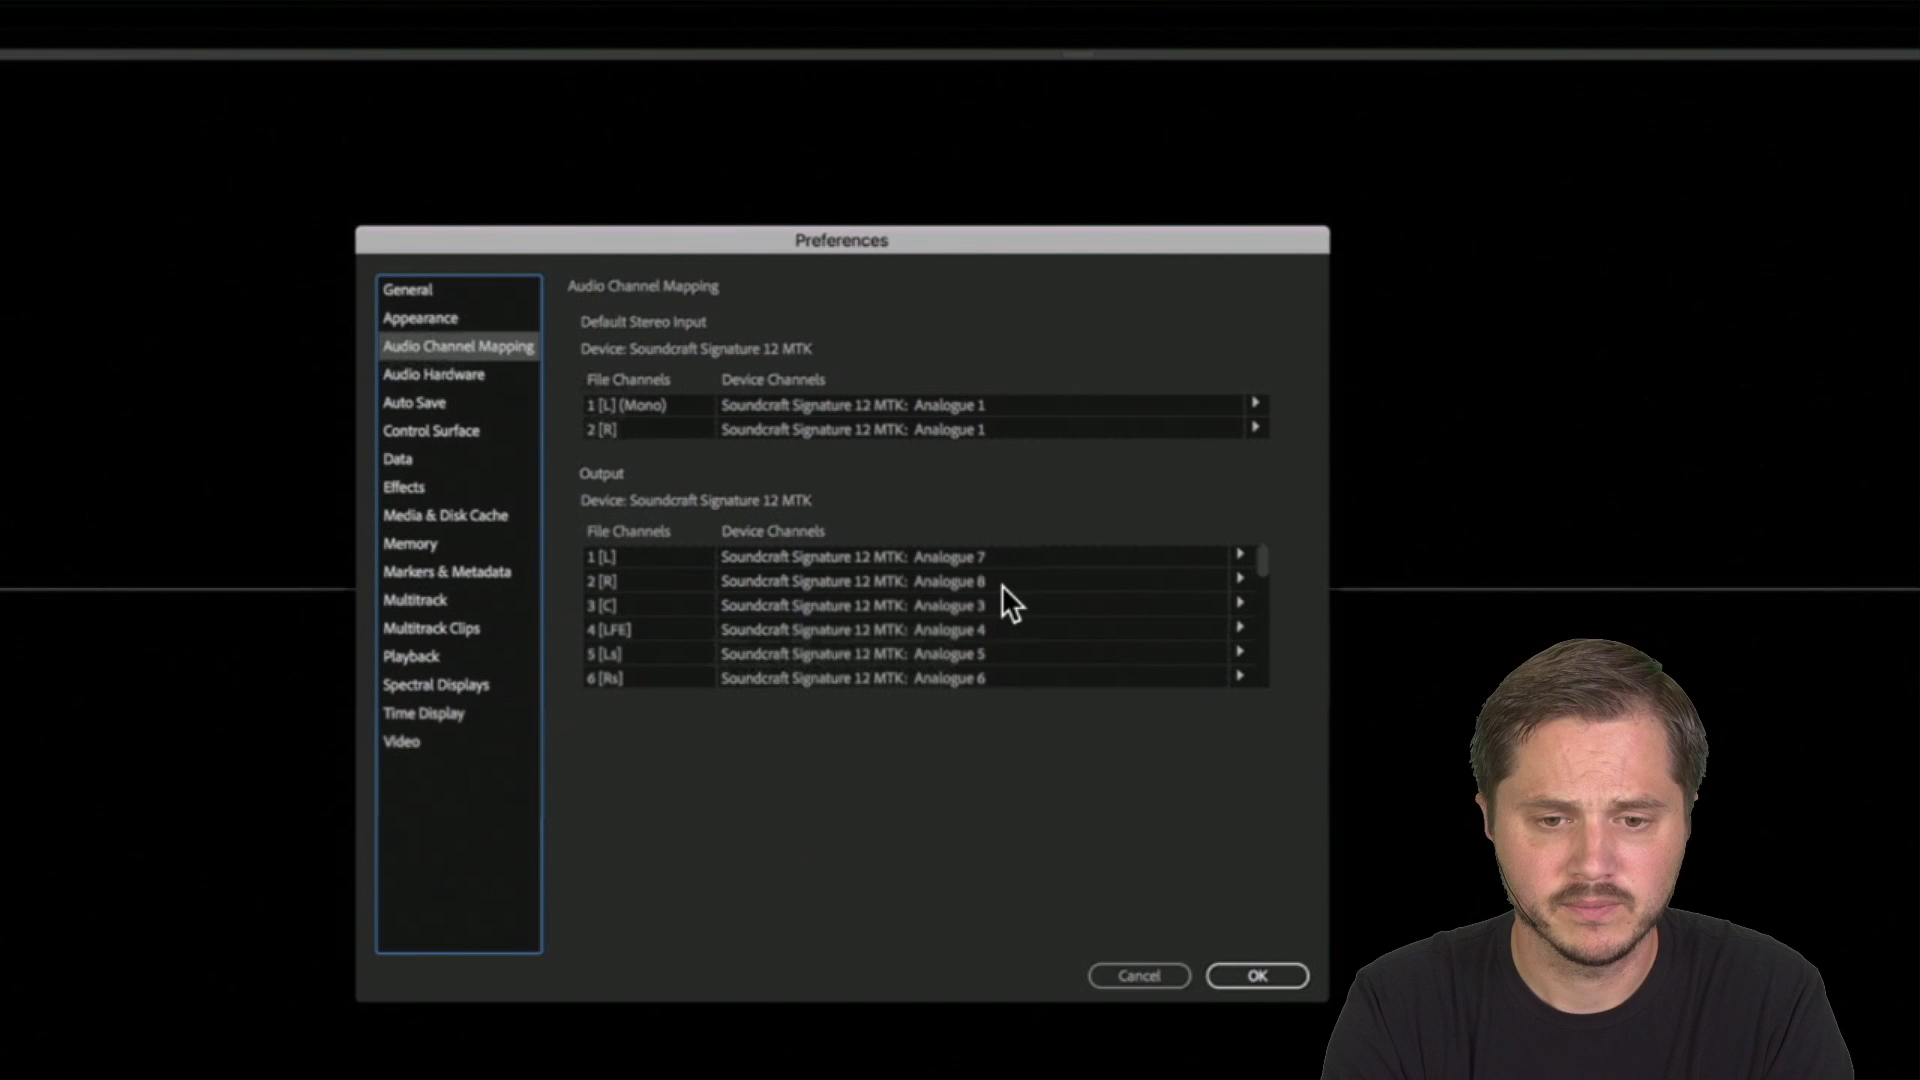 Preferences
General
Appearance
Audio Channel Mapping
Audio Hardware
Auto Save
Control Surface
Data
Effects
Media & Disk Cache
Memory
Markers & Metadata
Multitrack
Multitrack Clips
Playback
Spectral Displays
Time Display
Video
Audio Channel Mapping
Default Stereo Input
Device: Soundcraft Signature 12 MTK
File Channels Device Channels
1 [L] (Mono) Soundcraft Signature 12 MTK: Analogue 1
2 [R] Soundcraft Signature 12 MTK: Analogue 1
Output
Device: Soundcraft Signature 12 MTK
File Channels Device Channels
1 [L] Soundcraft Signature 12 MTK: Analogue 7
2 [R] Soundcraft Signature 12 MTK: Analogue 8
3 [C] Soundcraft Signature 12 MTK: Analogue 3
4 [LFE] Soundcraft Signature 12 MTK: Analogue 4
5 [Ls] Soundcraft Signature 12 MTK: Analogue 5
6 [Rs] Soundcraft Signature 12 MTK: Analogue 6
Cancel OK